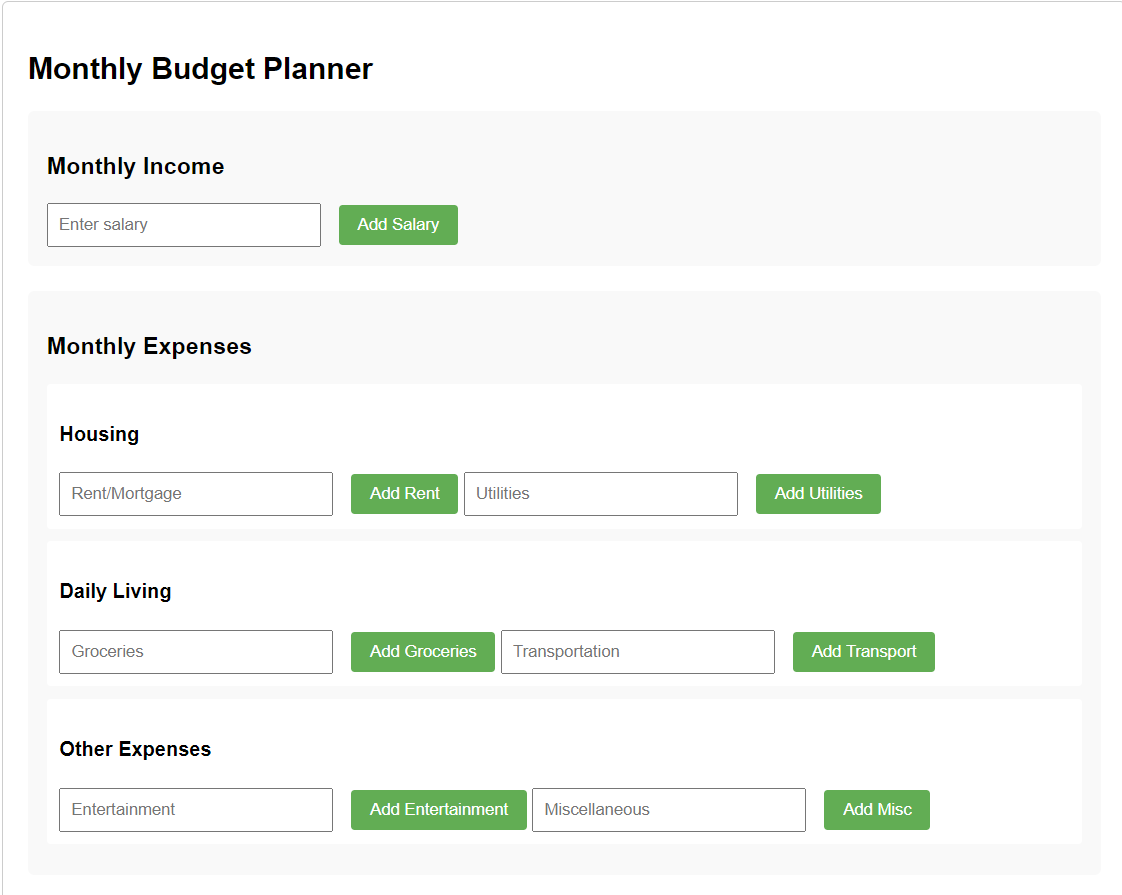 Monthly Budget Planner
Monthly Income
Enter salary Add Salary
Monthly Expenses
Housing
Rent/Mortgage Add Rent Utilities Add Utilities
Daily Living
Groceries Add Groceries Transportation Add Transport
Other Expenses
Entertainment Add Entertainment Miscellaneous Add Misc